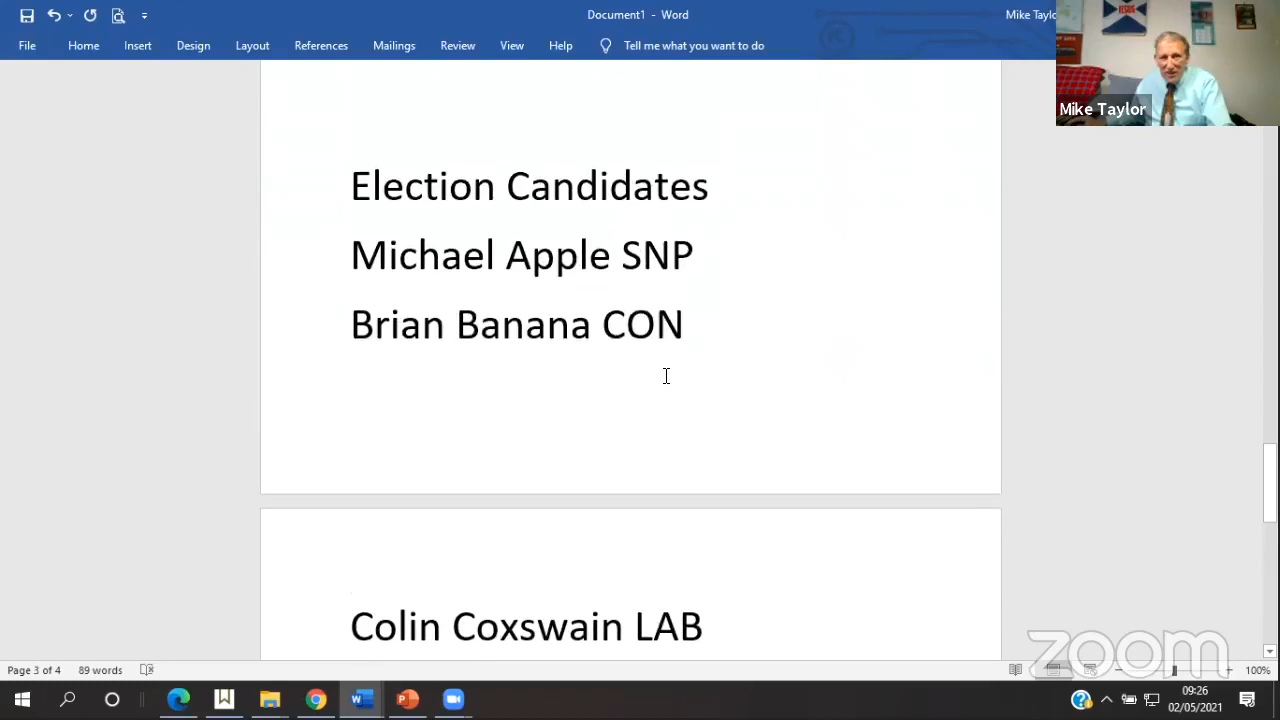 Document1 - Word
Mike Taylo
File Home Insert Design Layout References Mailings Review View Help Tell me what you want to do
Mike Taylor
Election Candidates
Michael Apple SNP
Brian Banana CON
Colin Coxswain LAB
zoom
Page 3 of 4 89 words 100%
09:26
02/05/2021